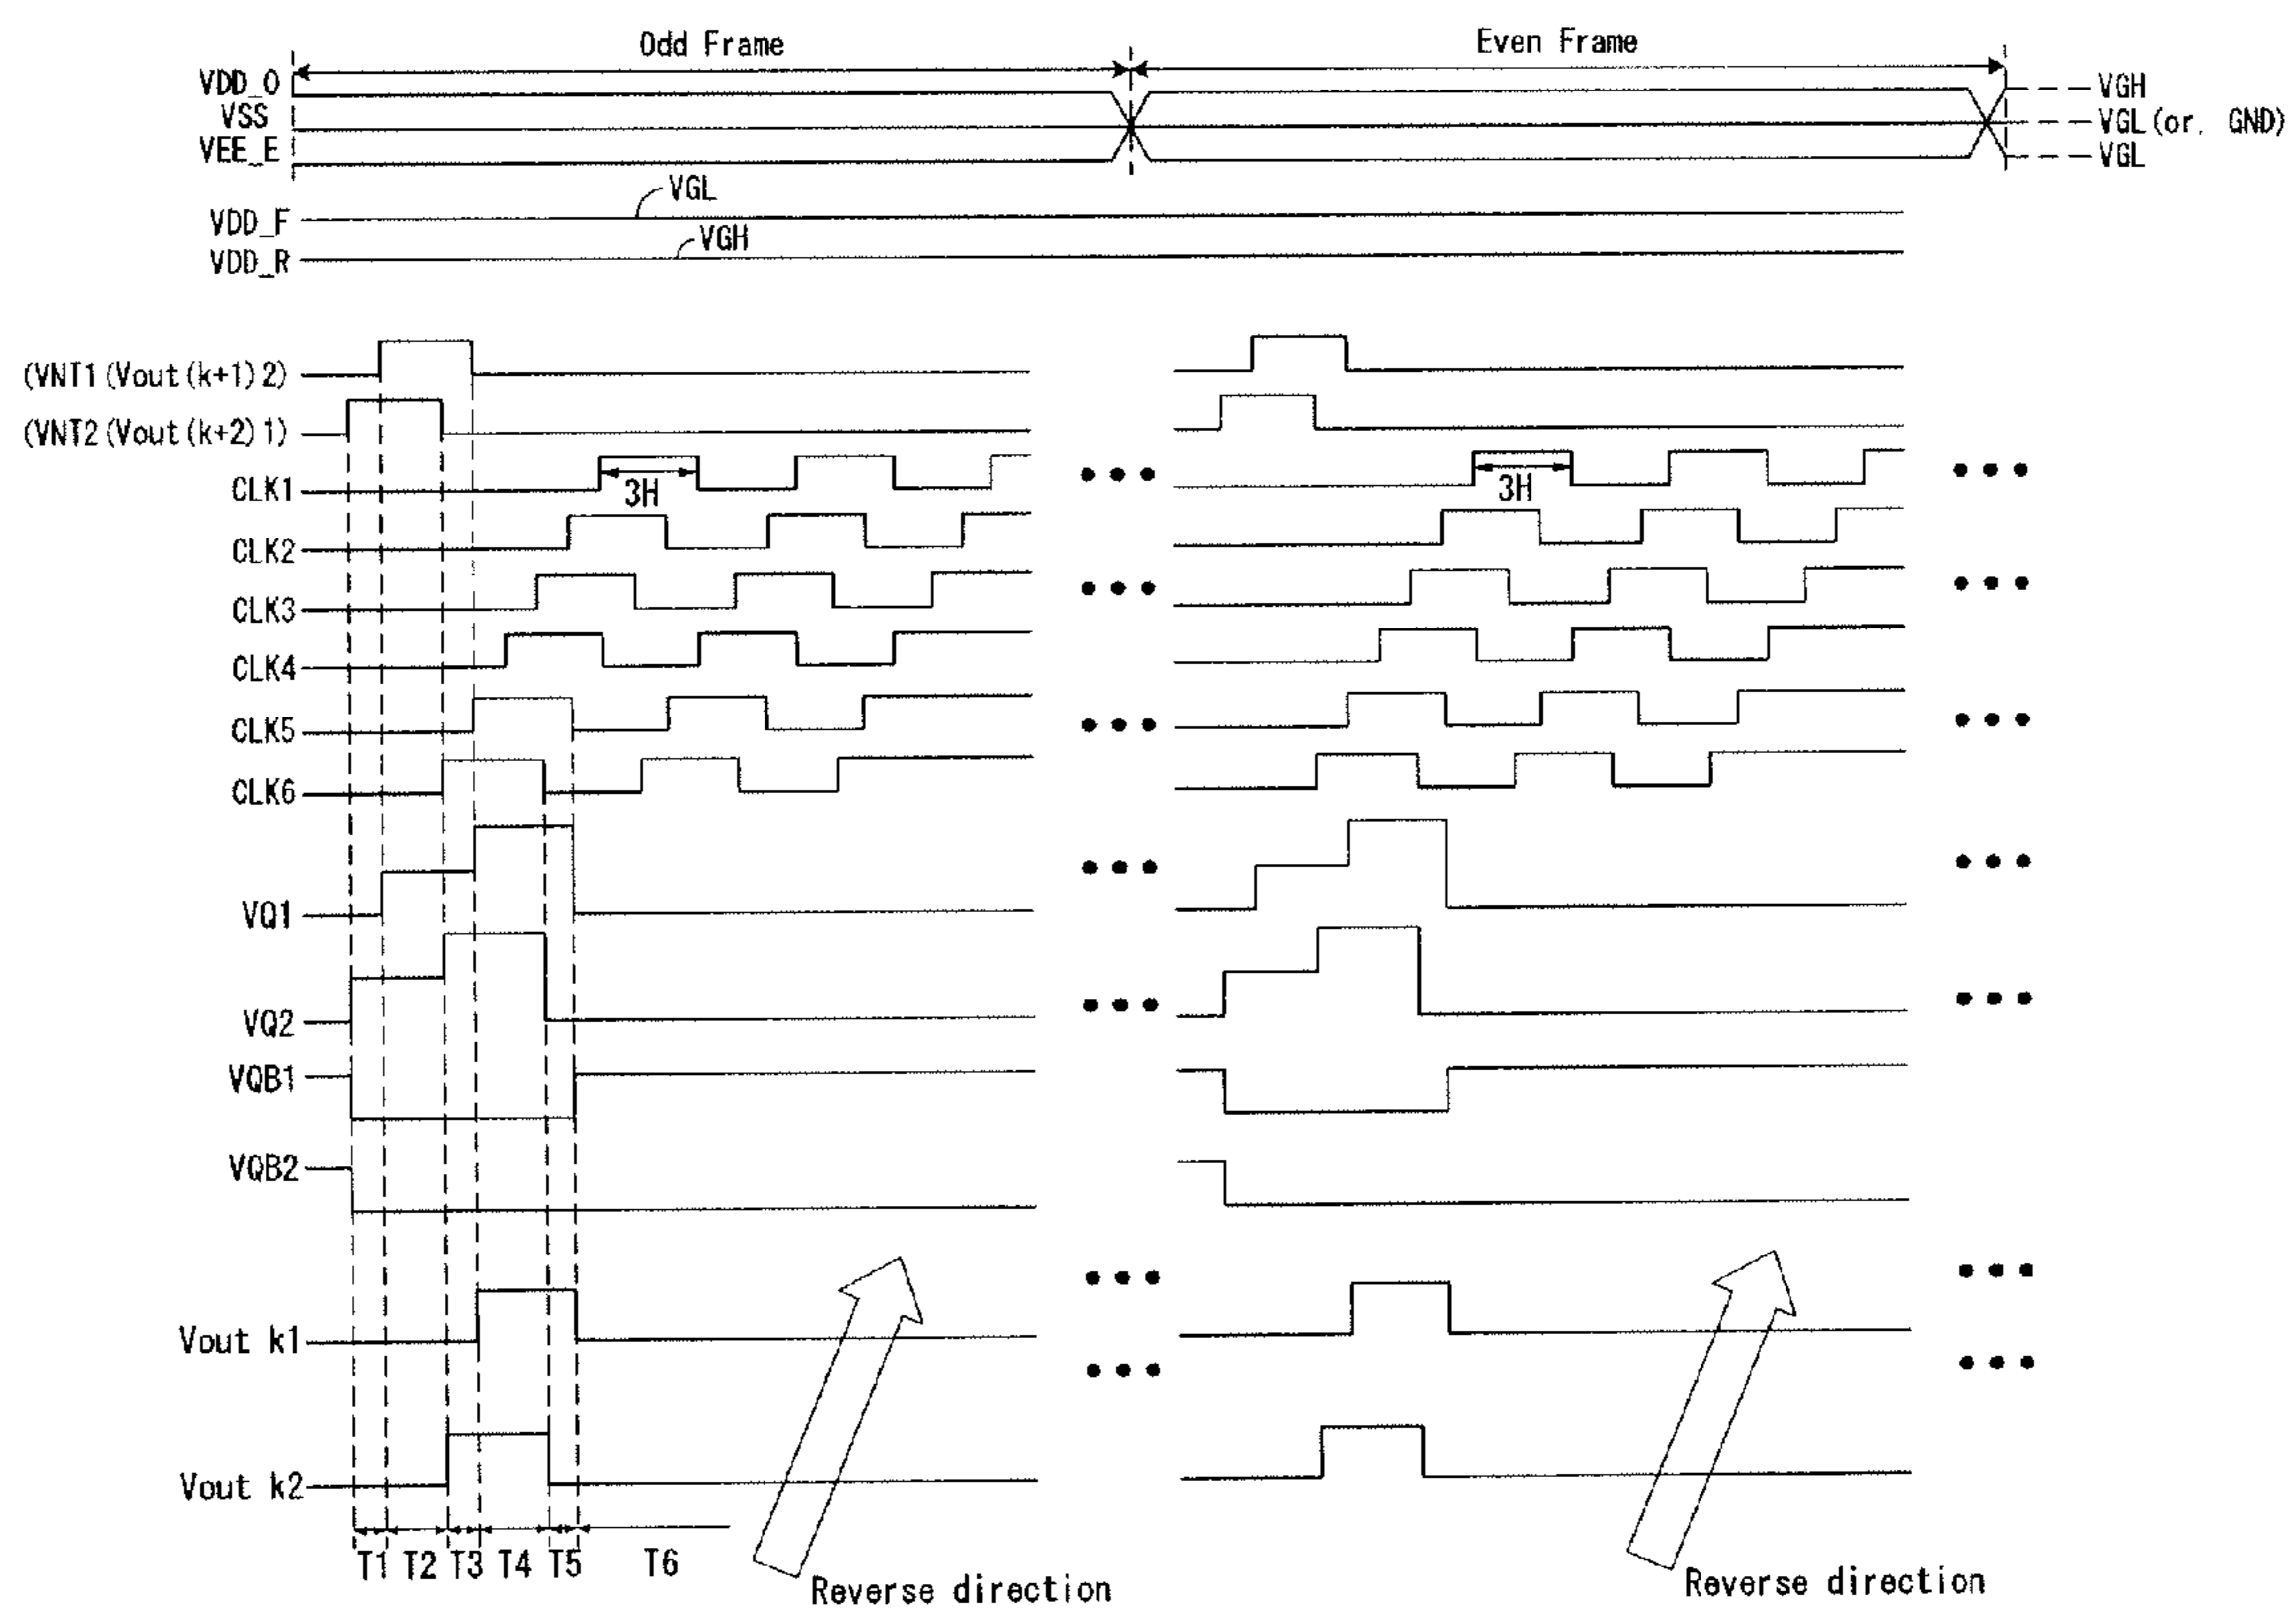 Odd Frame
Even Frame
VDD_O
VSS
VEE_E
VGH
VGL(or. GND)
VGL
VDD_F
VGL
VDD_R
VGH
(VNT1(Vout(k+1)2)
(VNT2(Vout(k+2)1)
CLK1
3H
3H
CLK2
CLK3
CLK4
CLK5
CLK6
VQ1
VQ2
VQB1
VQB2
Vout k1
Vout k2
T1 T2 T3 T4 T5 T6
Reverse direction
Reverse direction